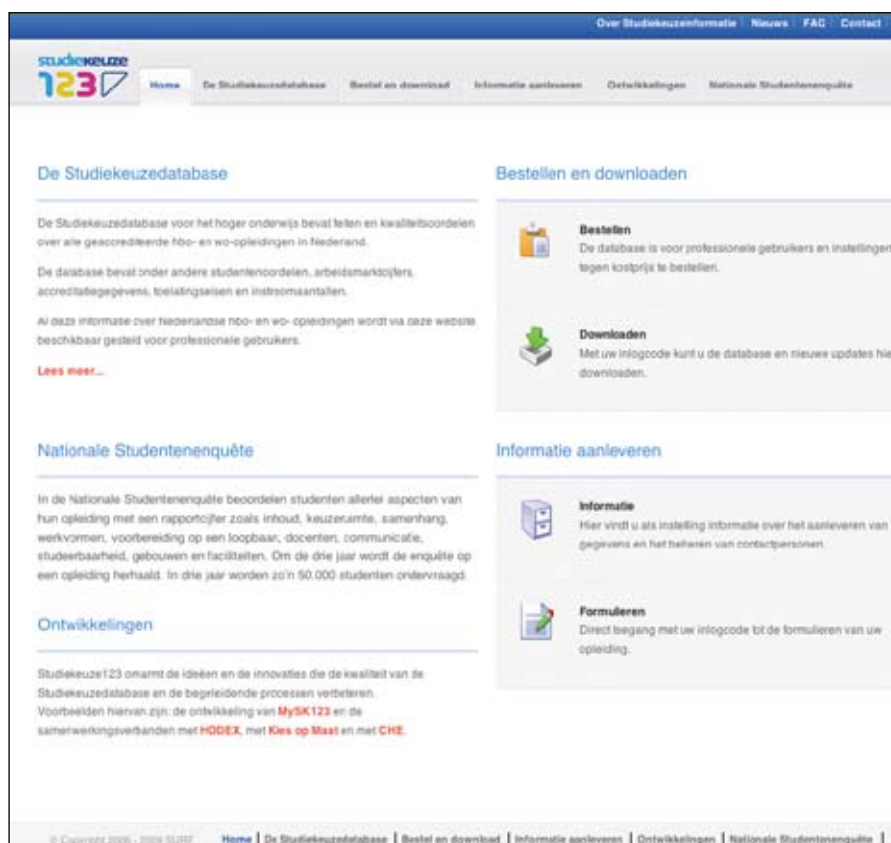 Over Studiekeuzeinformatie Nieuws FAQ Contact
studiekeuze
123
Home De Studiekeuzedatabase Bestel en download Informatie aanleveren Ontwikkelingen Nationale Studentenenquête
De Studiekeuzedatabase
De Studiekeuzedatabase voor het hoger onderwijs bevat feiten en kwaliteitsoordelen
over alle geaccrediteerde hbo- en wo-opleidingen in Nederland.
De database bevat onder andere studentenoordelen, arbeidsmarktcijfers,
accreditatiegegevens, toelatingseisen en instroomaantallen.
Al deze informatie over Nederlandse hbo- en wo- opleidingen wordt via deze website
beschikbaar gesteld voor professionele gebruikers.
Lees meer...
Bestellen en downloaden
Bestellen
De database is voor professionele gebruikers en instellingen
tegen kostprijs te bestellen.
Downloaden
Met uw inlogcode kunt u de database en nieuwe updates hie
downloaden.
Nationale Studentenenquête
In de Nationale Studentenenquête beoordelen studenten allerlei aspecten van
hun opleiding met een rapportcijfer zoals inhoud, keuzeruimte, samenhang,
werkvormen, voorbereiding op een loopbaan, docenten, communicatie,
studeerbaarheid, gebouwen en faciliteiten. Om de drie jaar wordt de enquête op
een opleiding herhaald. In drie jaar worden zo'n 50.000 studenten ondervraagd.
Informatie aanleveren
Informatie
Hier vindt u als instelling informatie over het aanleveren van
gegevens en het beheren van contactpersonen.
Formulieren
Direct toegang met uw inlogcode tot de formulieren van uw
opleiding.
Ontwikkelingen
Studiekeuze123 omarmt de ideëen en de innovaties die de kwaliteit van de
Studiekeuzedatabase en de begeleidende processen verbeteren.
Voorbeelden hiervan zijn: de ontwikkeling van MySK123 en de
samenwerkingsverbanden met HODEX, met Kies op Maat en met CHE.
© Copyright 2006 - 2009 SURF Home | De Studiekeuzedatabase | Bestel en download | Informatie aanleveren | Ontwikkelingen | Nationale Studentenenquête |